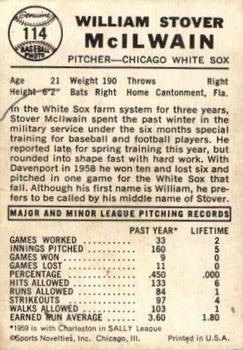 Genuine
114
BASEBALL
PHOTO
WILLIAM STOVER
McILWAIN
PITCHER—CHICAGO WHITE SOX
Age 21 Weight 190 Throws Right
Height 6'2" Bats Right Home Cantonment, Fla.
In the White Sox farm system for three years,
Stover McIlwain spent the past winter in the
military service under the six months special
training for baseball and football players. He
reported late for spring training this year, but
rounded into shape fast with hard work. With
Davenport in 1958 he won ten and lost six
and pitched in one game for the White Sox that
fall. Although his first name is William, he pre-
fers to be called by his middle name of Stover.
MAJOR AND MINOR LEAGUE PITCHING RECORDS
PAST YEAR* LIFETIME
GAMES WORKED 33 2
INNINGS PITCHED 160 5
GAMES WON 9 0
GAMES LOST 11 0
PERCENTAGE .450 .000
HITS ALLOWED 133 6
RUNS ALLOWED 84 1
STRIKEOUTS 97 4
WALKS ALLOWED 103 1
EARNED RUN AVERAGE 3.60 1.80
*1959 is with Charleston in SALLY League
©Sports Novelties, Inc. Chicago, Ill. Printed in U.S.A.